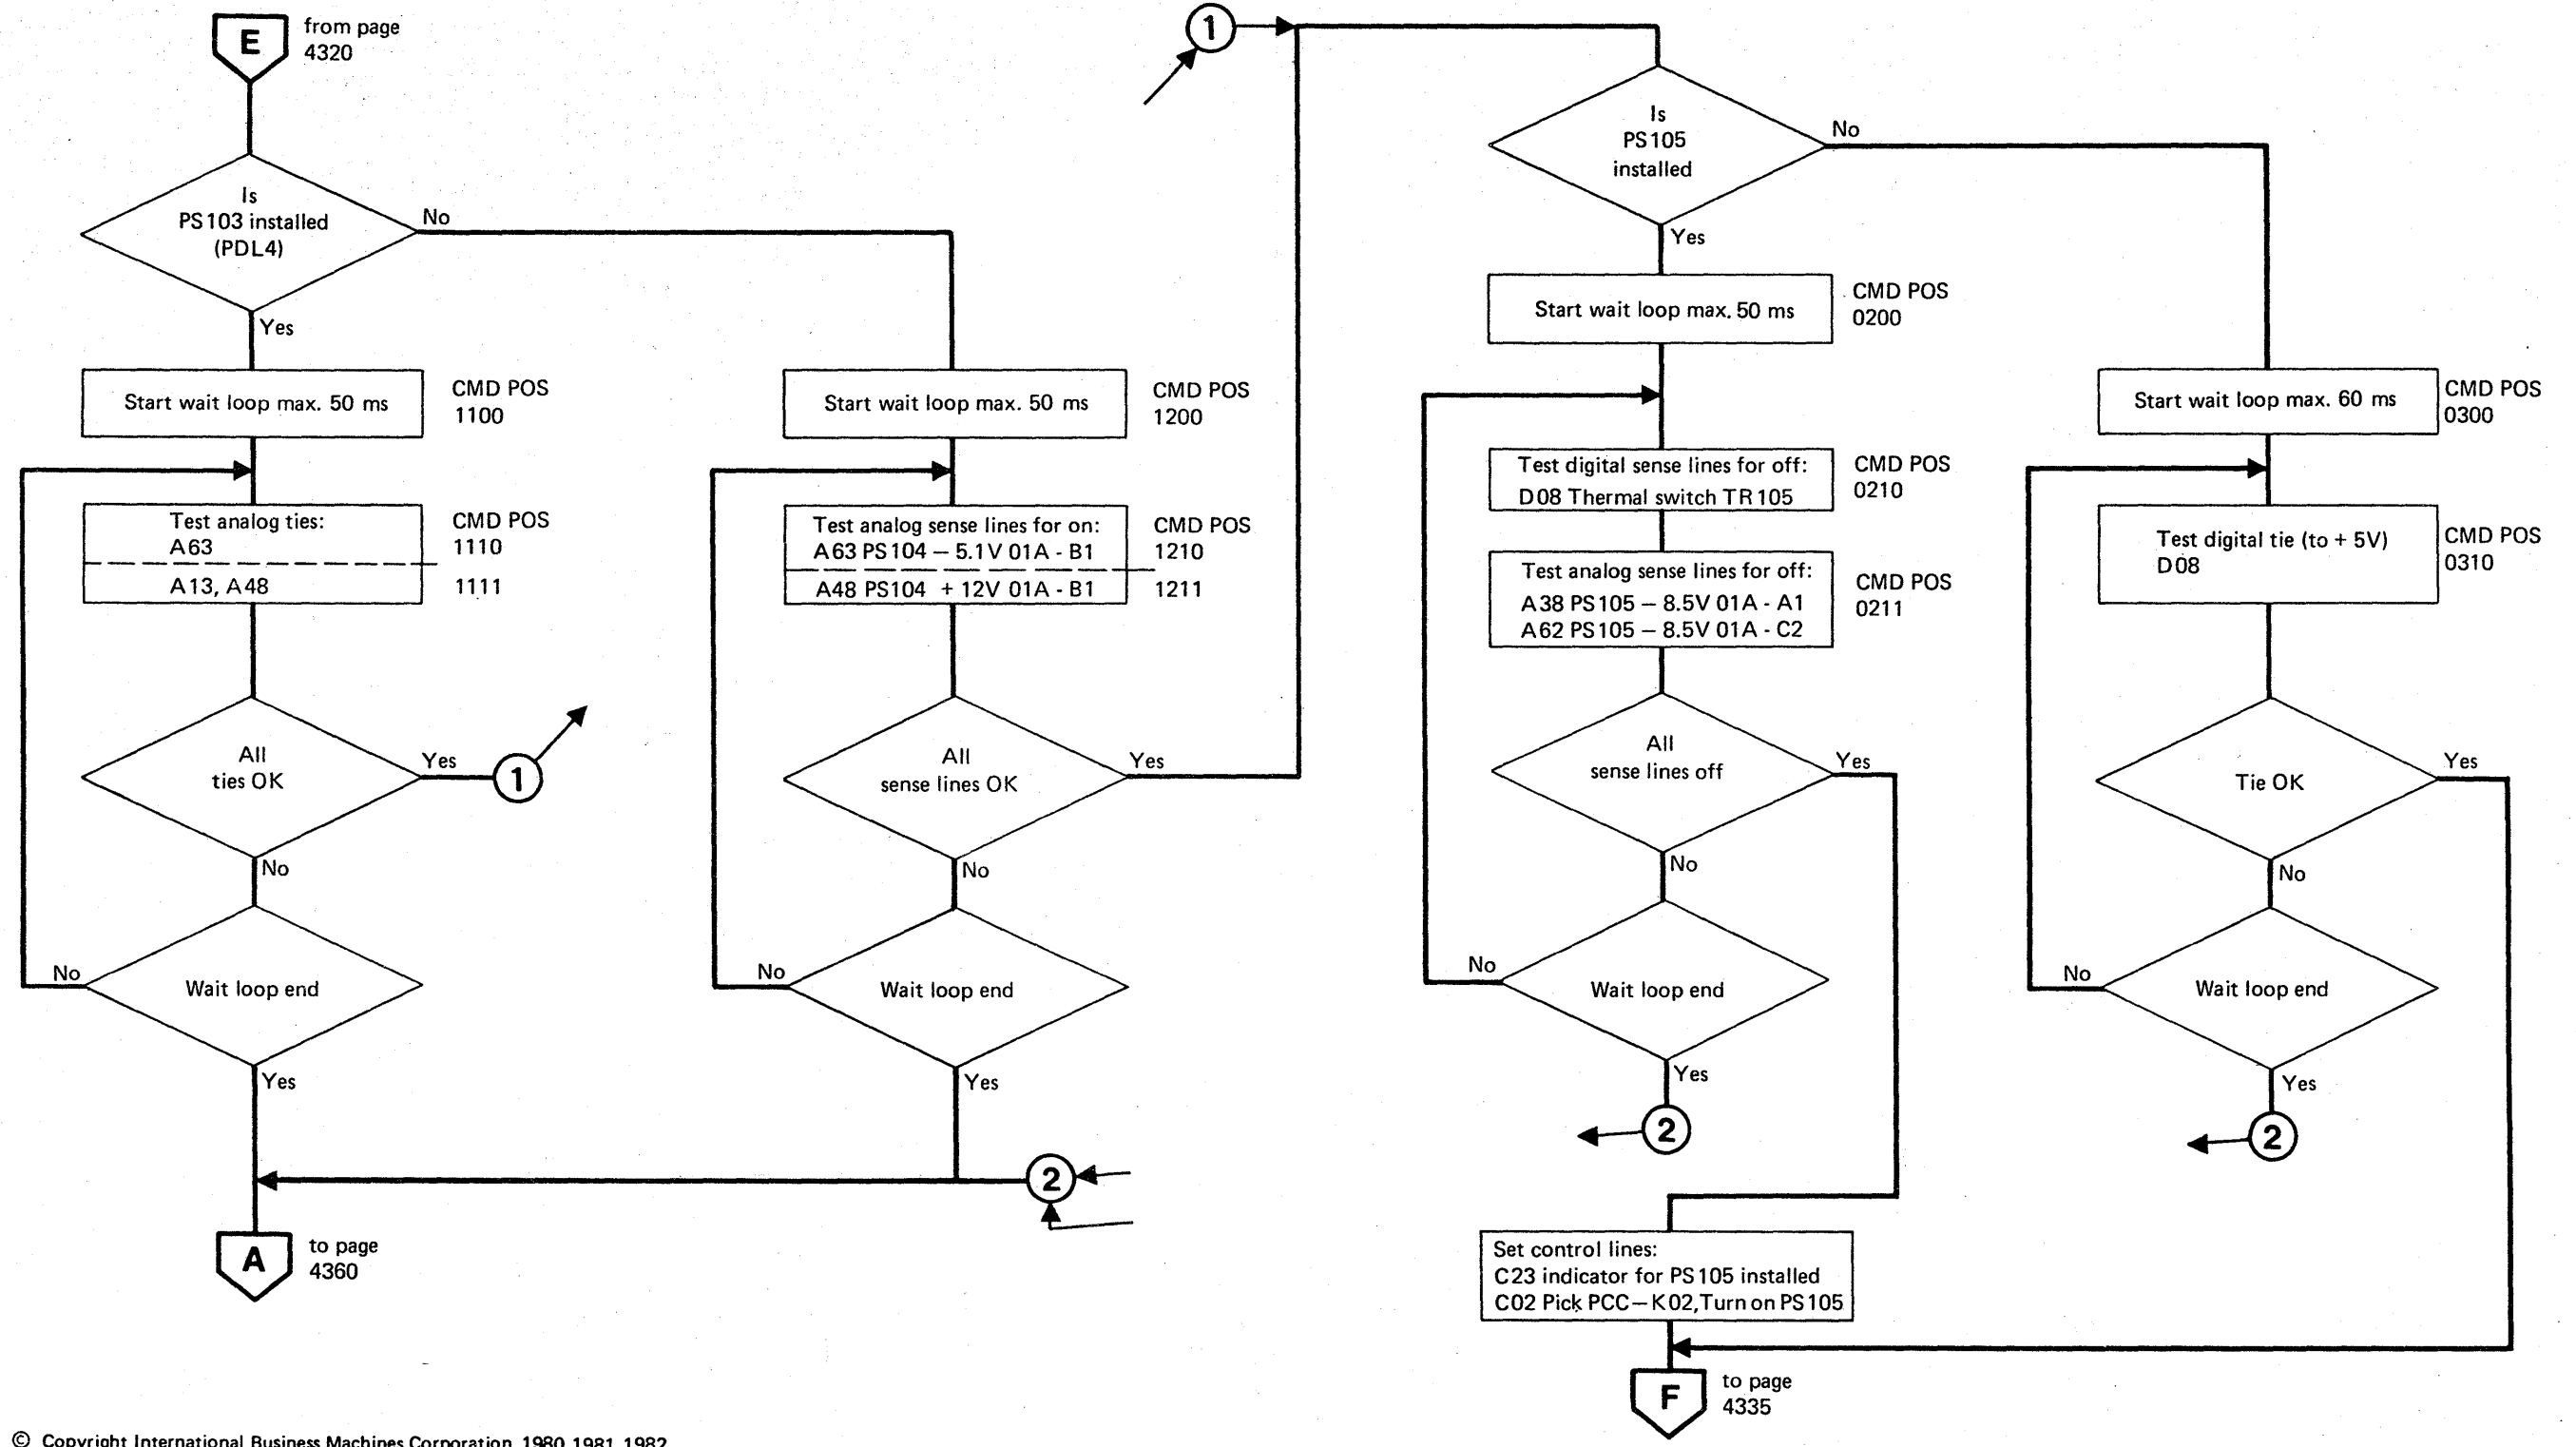 E
from page
4320
Is
PS103 installed
(PDL4)
No
Yes
Start wait loop max. 50 ms
CMD POS
1100
Test analog ties:
A63
CMD POS
1110
A13, A48
1111
All
ties OK
Yes
1
No
Wait loop end
No
Yes
A
to page
4360
Start wait loop max. 50 ms
CMD POS
1200
Test analog sense lines for on:
A63 PS104 – 5.1V 01A - B1
CMD POS
1210
A48 PS104 + 12V 01A - B1
1211
All
sense lines OK
Yes
No
Wait loop end
No
Yes
2
1
Is
PS105
installed
No
Yes
Start wait loop max. 50 ms
CMD POS
0200
Test digital sense lines for off:
D08 Thermal switch TR105
CMD POS
0210
Test analog sense lines for off:
A38 PS105 – 8.5V 01A - A1
A62 PS105 – 8.5V 01A - C2
CMD POS
0211
All
sense lines off
Yes
No
Wait loop end
No
Yes
2
Set control lines:
C23 indicator for PS105 installed
C02 Pick PCC–K02,Turn on PS105
F
to page
4335
Start wait loop max. 60 ms
CMD POS
0300
Test digital tie (to + 5V)
D08
CMD POS
0310
Tie OK
Yes
No
Wait loop end
No
Yes
2
© Copyright International Business Machines Corporation 1980 1981 1982